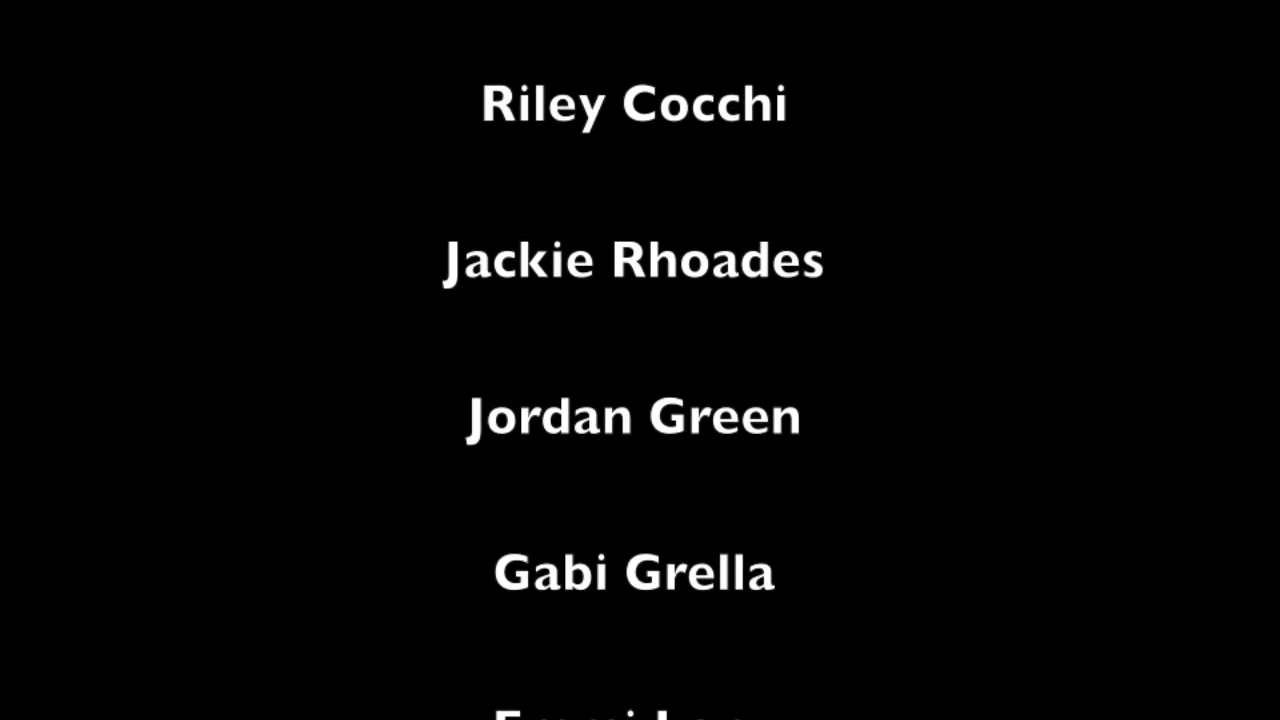 Riley Cocchi
Jackie Rhoades
Jordan Green
Gabi Grella